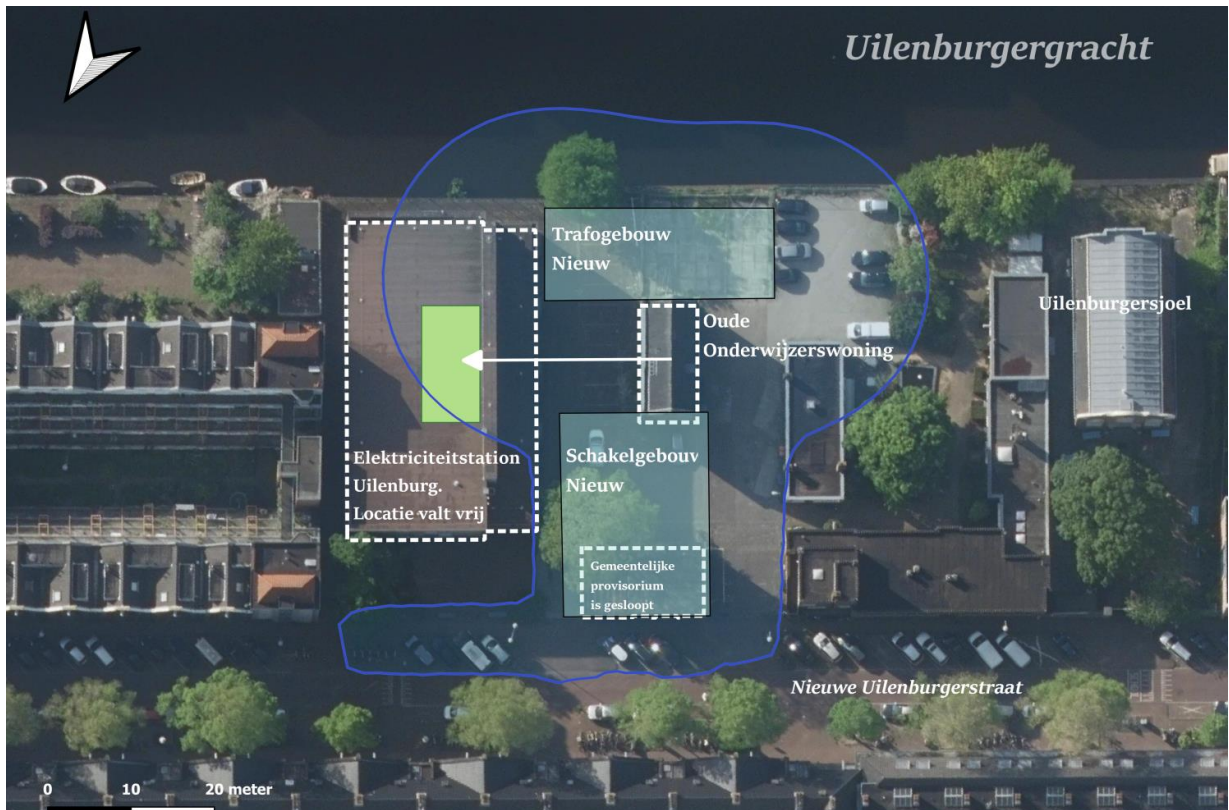 Uilenburgergracht
Trafogebouw
Nieuw
Oude
Onderwijzerswoning
Uilenburgersjoel
Elektriciteitstation
Uilenburg.
Locatie valt vrij
Schakelgebouw
Nieuw
Gemeentelijke
provisorium
is gesloopt
Nieuwe Uilenburgerstraat
0 10 20 meter